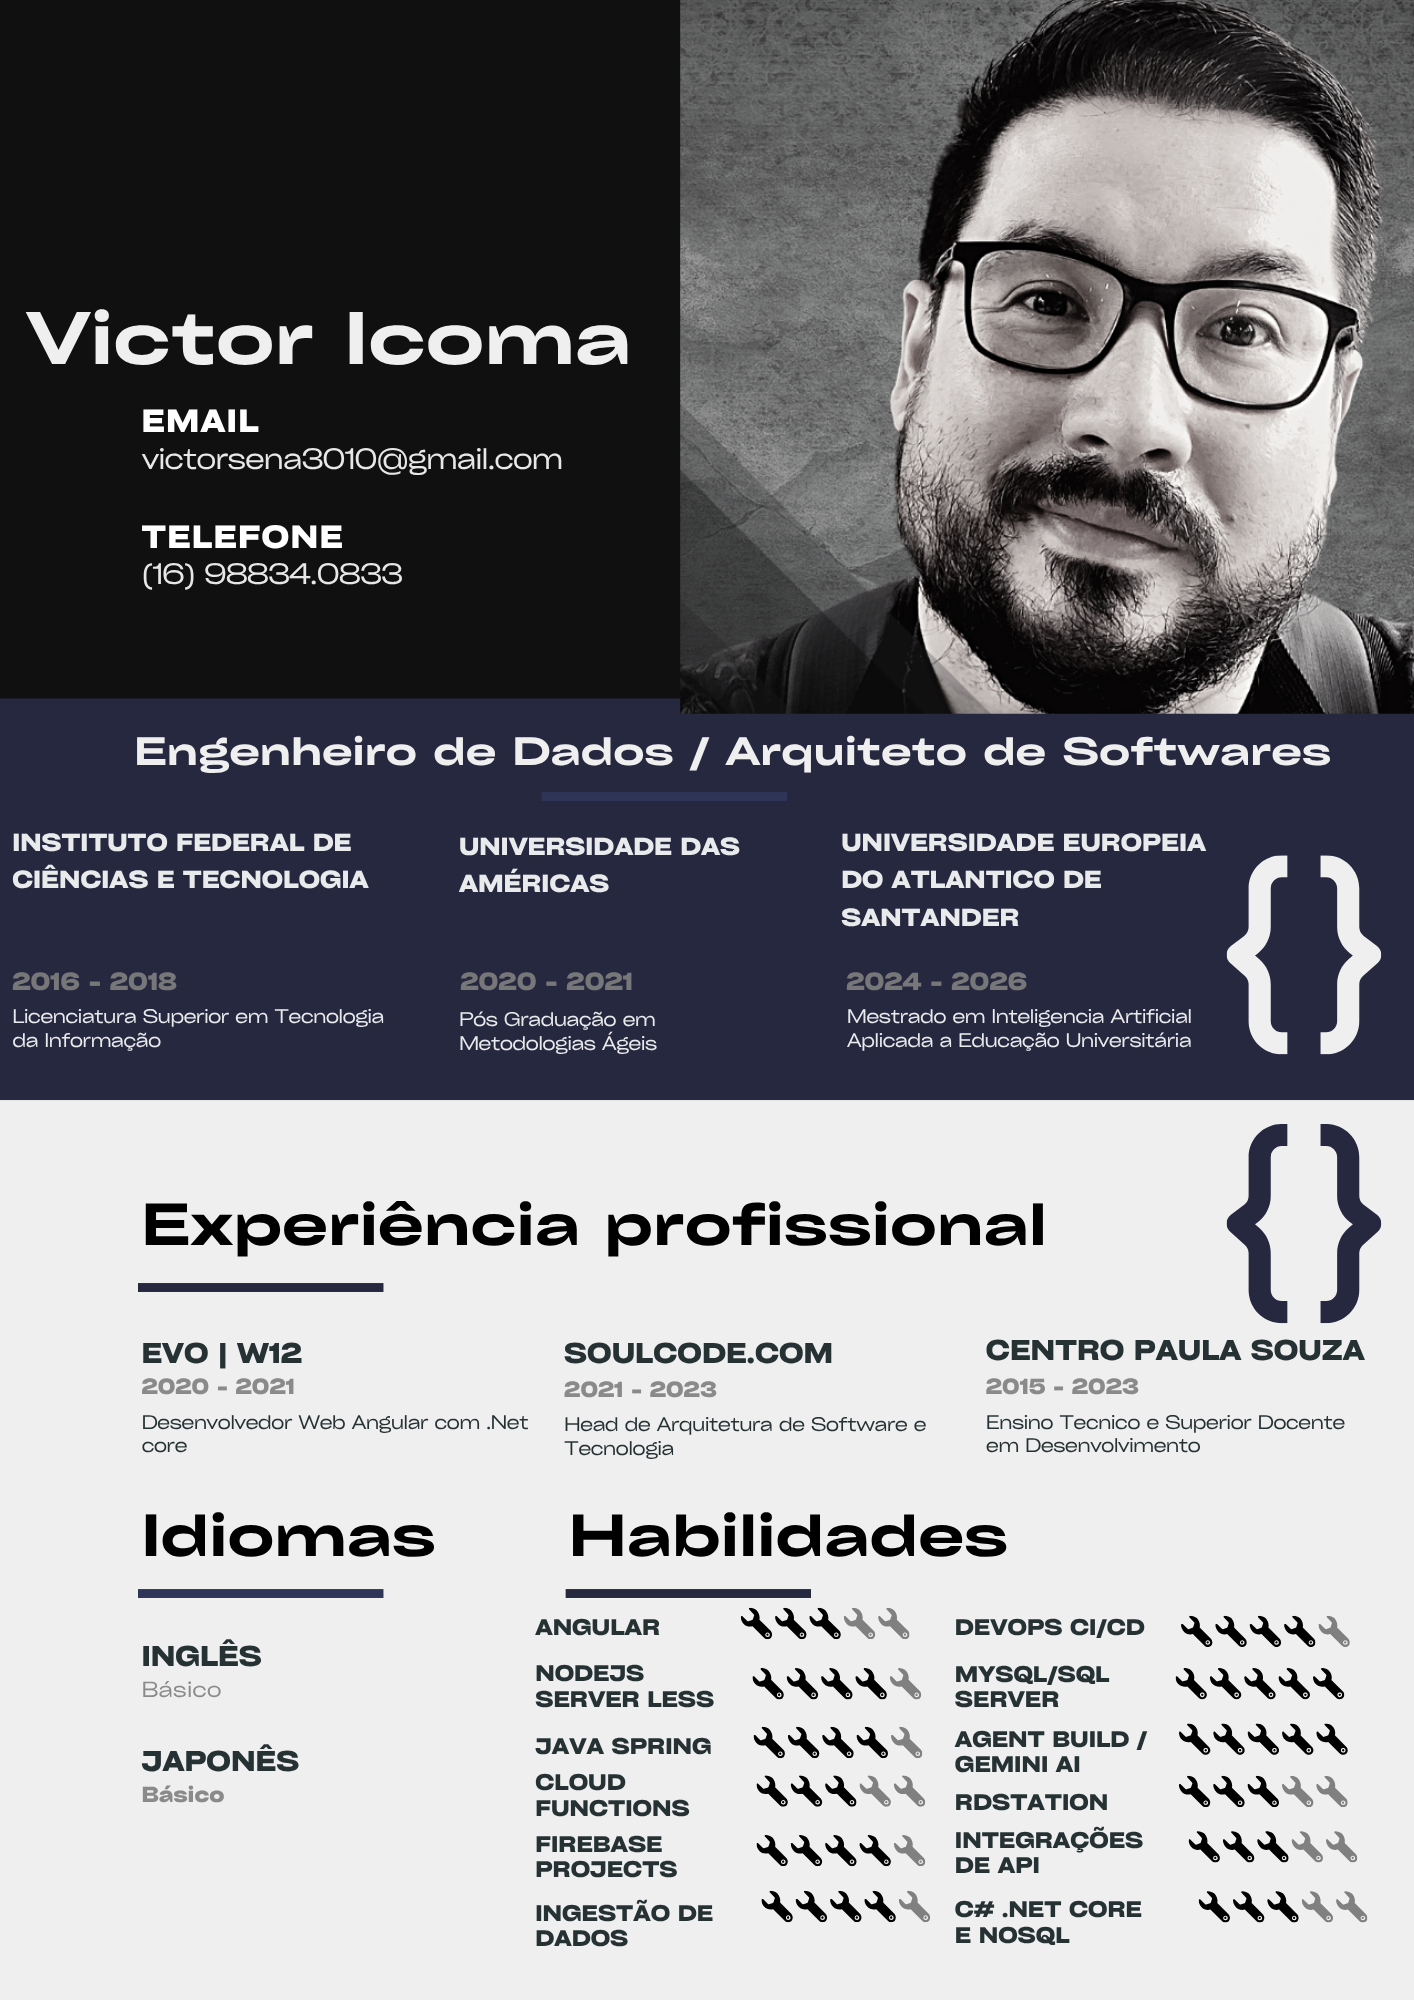 Victor Icoma
EMAIL
victorsena3010@gmail.com
TELEFONE
(16) 98834.0833
Engenheiro de Dados / Arquiteto de Softwares
INSTITUTO FEDERAL DE
CIÊNCIAS E TECNOLOGIA
2016 - 2018
Licenciatura Superior em Tecnologia
da Informação
UNIVERSIDADE DAS
AMÉRICAS
2020 - 2021
Pós Graduação em
Metodologias Ágeis
UNIVERSIDADE EUROPEIA
DO ATLANTICO DE
SANTANDER
2024 - 2026
Mestrado em Inteligencia Artificial
Aplicada a Educação Universitária
{ }
{ }
Experiência profissional
EVO | W12
2020 - 2021
Desenvolvedor Web Angular com .Net
core
SOULCODE.COM
2021 - 2023
Head de Arquitetura de Software e
Tecnologia
CENTRO PAULA SOUZA
2015 - 2023
Ensino Tecnico e Superior Docente
em Desenvolvimento
Idiomas
INGLÊS
Básico
JAPONÊS
Básico
Habilidades
ANGULAR
NODEJS
SERVER LESS
JAVA SPRING
CLOUD
FUNCTIONS
FIREBASE
PROJECTS
INGESTÃO DE
DADOS
DEVOPS CI/CD
MYSQL/SQL
SERVER
AGENT BUILD /
GEMINI AI
RDSTATION
INTEGRAÇÕES
DE API
C# .NET CORE
E NOSQL